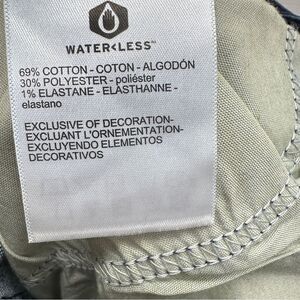 WATER<LESS™
69% COTTON - COTON - ALGODÓN
30% POLYESTER - poliéster
1% ELASTANE - ELASTHANNE -
elastano
EXCLUSIVE OF DECORATION-
EXCLUANT L'ORNEMENTATION-
EXCLUYENDO ELEMENTOS
DECORATIVOS